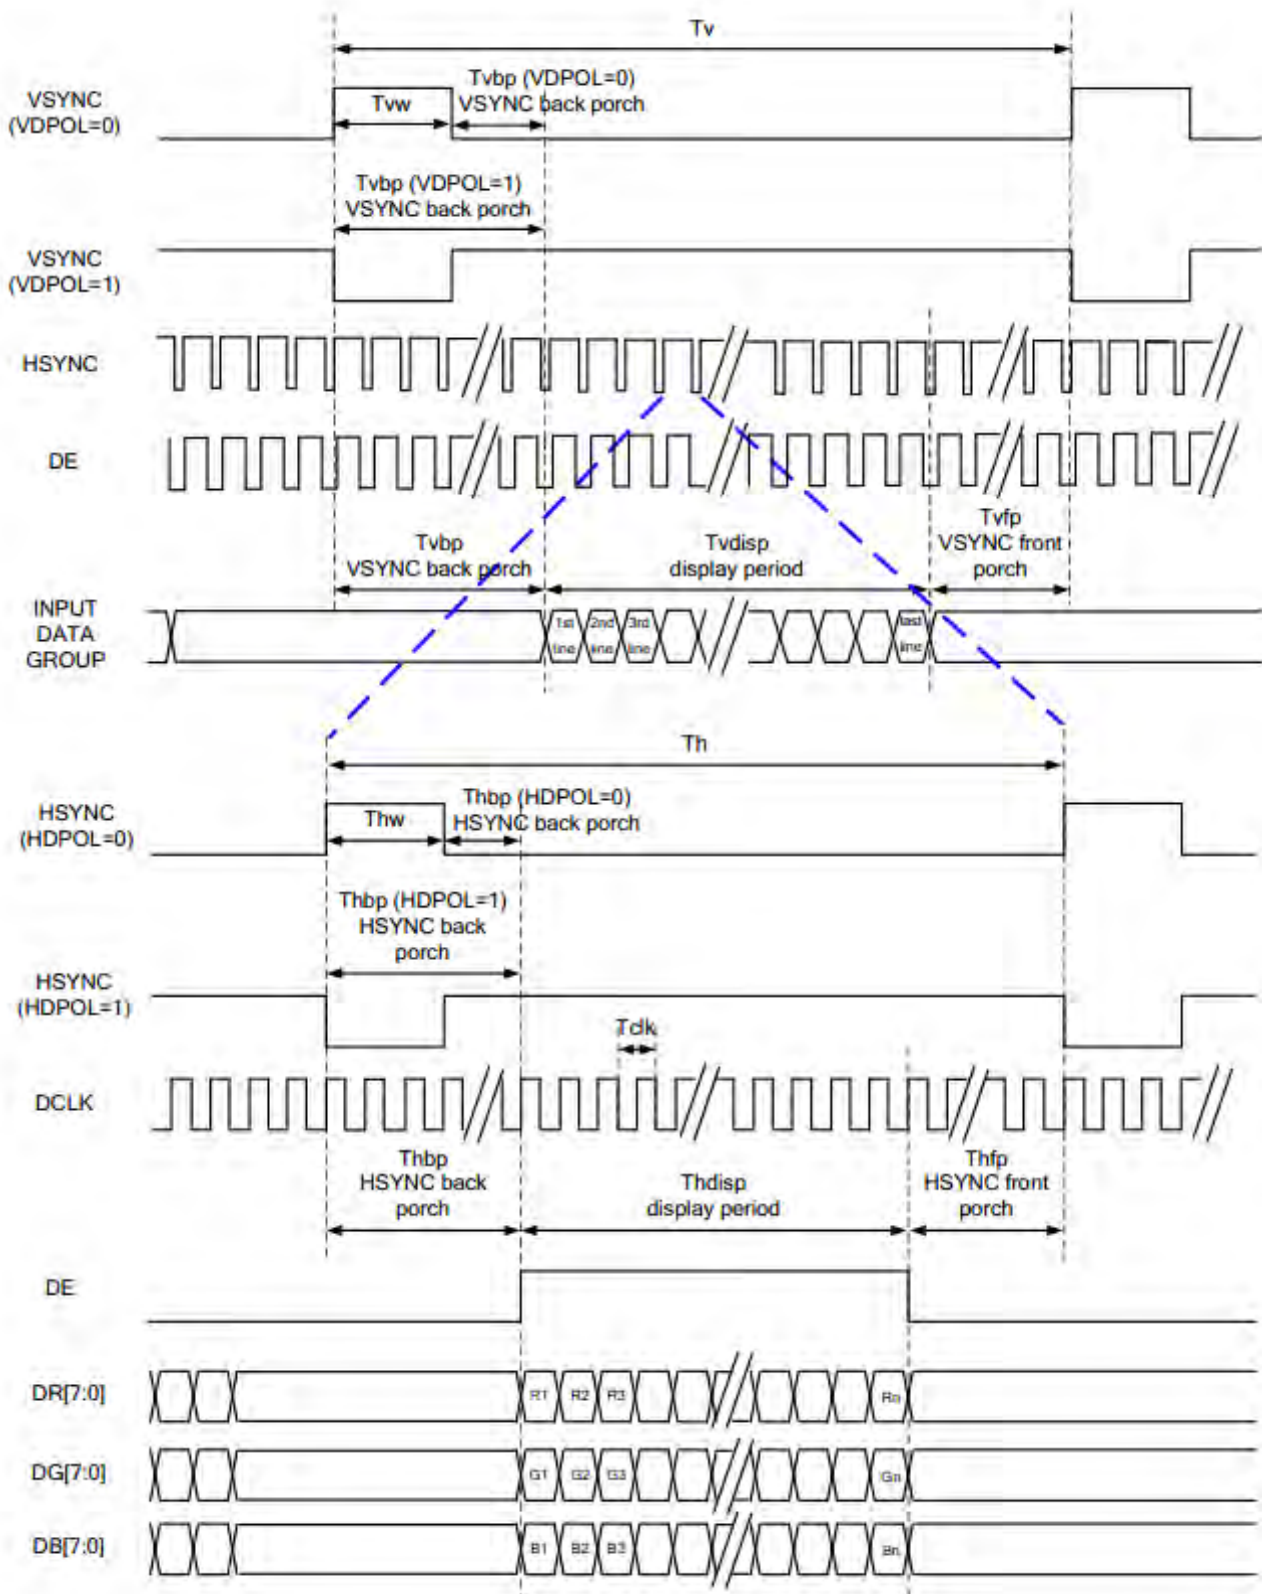 Tv
VSYNC
(VDPOL=0)
Tvw
Tvbp (VDPOL=0)
VSYNC back porch
Tvbp (VDPOL=1)
VSYNC back porch
VSYNC
(VDPOL=1)
HSYNC
DE
Tvbp
VSYNC back porch
Tvdisp
display period
Tvfp
VSYNC front
porch
INPUT
DATA
GROUP
1st
line
2nd
line
3rd
line
last
line
Th
HSYNC
(HDPOL=0)
Thw
Thbp (HDPOL=0)
HSYNC back porch
Thbp (HDPOL=1)
HSYNC back
porch
HSYNC
(HDPOL=1)
Tclk
DCLK
Thbp
HSYNC back
porch
Thdisp
display period
Thfp
HSYNC front
porch
DE
DR[7:0]
R1 R2 R3 Rn
DG[7:0]
G1 G2 G3 Gn
DB[7:0]
B1 B2 B3 Bn